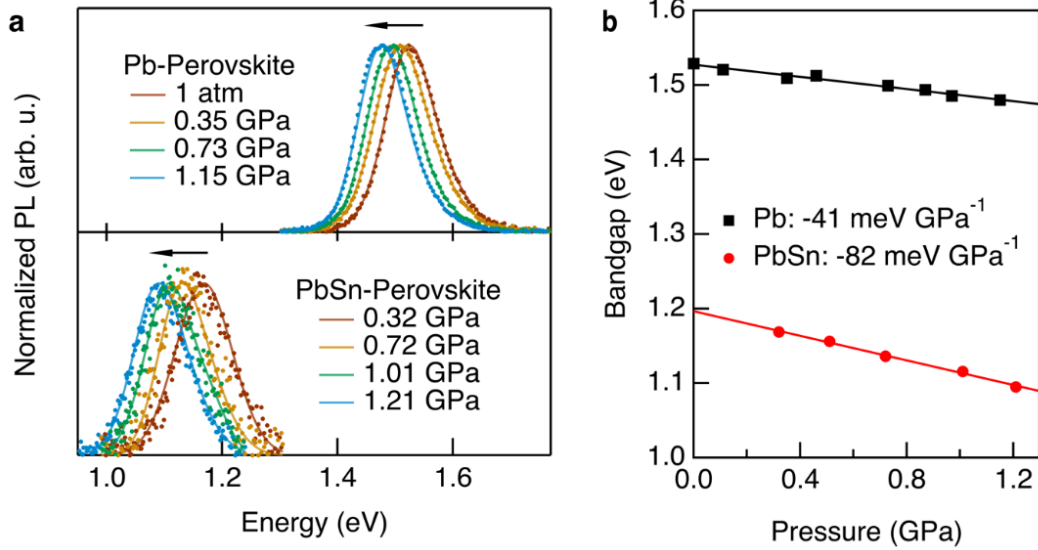 a
Normalized PL (arb. u.)
Pb-Perovskite
1 atm
0.35 GPa
0.73 GPa
1.15 GPa
PbSn-Perovskite
0.32 GPa
0.72 GPa
1.01 GPa
1.21 GPa
1.0 1.2 1.4 1.6
Energy (eV)
b
Bandgap (eV)
1.6
1.5
1.4
1.3
1.2
1.1
1.0
Pb: -41 meV GPa⁻¹
PbSn: -82 meV GPa⁻¹
0.0 0.4 0.8 1.2
Pressure (GPa)